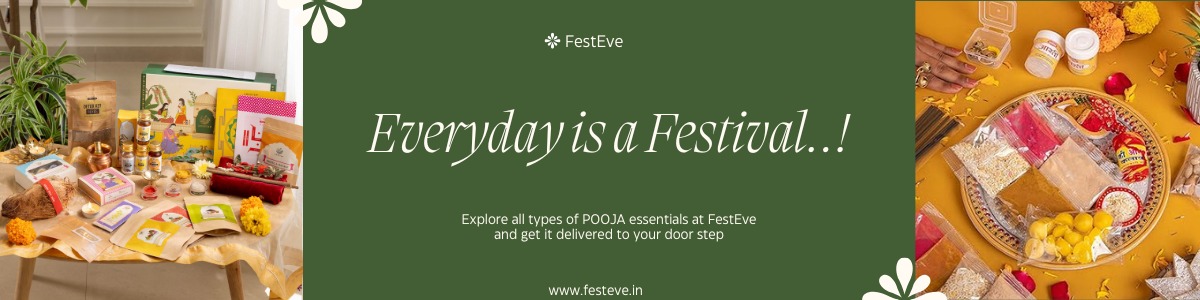 FestEve
Everyday is a Festival..!
Explore all types of POOJA essentials at FestEve
and get it delivered to your door step
www.festeve.in